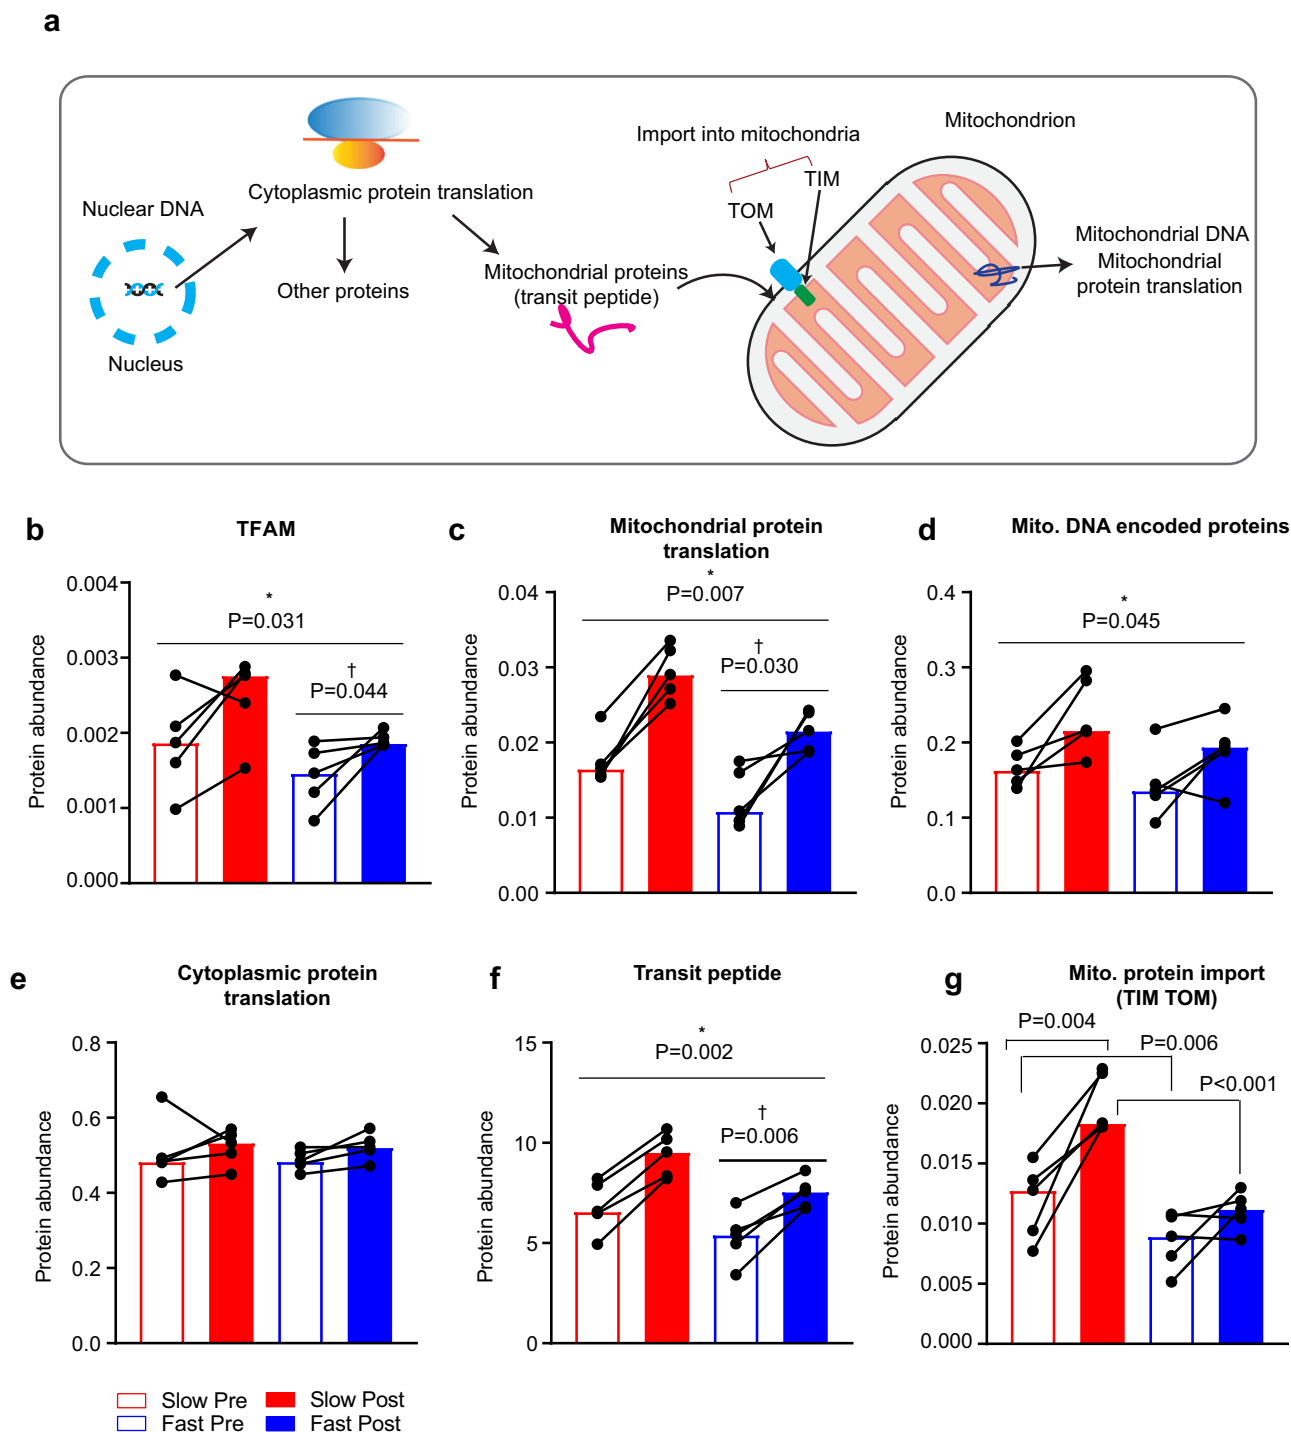 a
Import into mitochondria
Mitochondrion
TIM
TOM
Cytoplasmic protein translation
Nuclear DNA
Mitochondrial proteins
(transit peptide)
Other proteins
Nucleus
Mitochondrial DNA
Mitochondrial
protein translation
b
TFAM
Protein abundance
0.004
0.003
0.002
0.001
0.000
*
P=0.031
†
P=0.044
c
Mitochondrial protein
translation
Protein abundance
0.04
0.03
0.02
0.01
0.00
*
P=0.007
†
P=0.030
d
Mito. DNA encoded proteins
Protein abundance
0.4
0.3
0.2
0.1
0.0
*
P=0.045
e
Cytoplasmic protein
translation
Protein abundance
0.8
0.6
0.4
0.2
0.0
f
Transit peptide
Protein abundance
15
10
5
0
*
P=0.002
†
P=0.006
g
Mito. protein import
(TIM TOM)
Protein abundance
0.025
0.020
0.015
0.010
0.005
0.000
P=0.004
P=0.006
P<0.001
Slow Pre
Slow Post
Fast Pre
Fast Post